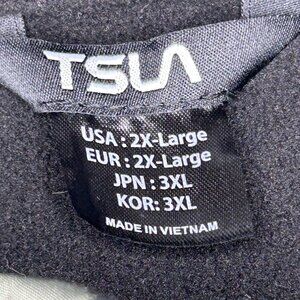 TSLA
USA : 2X-Large
EUR : 2X-Large
JPN : 3XL
KOR: 3XL
MADE IN VIETNAM